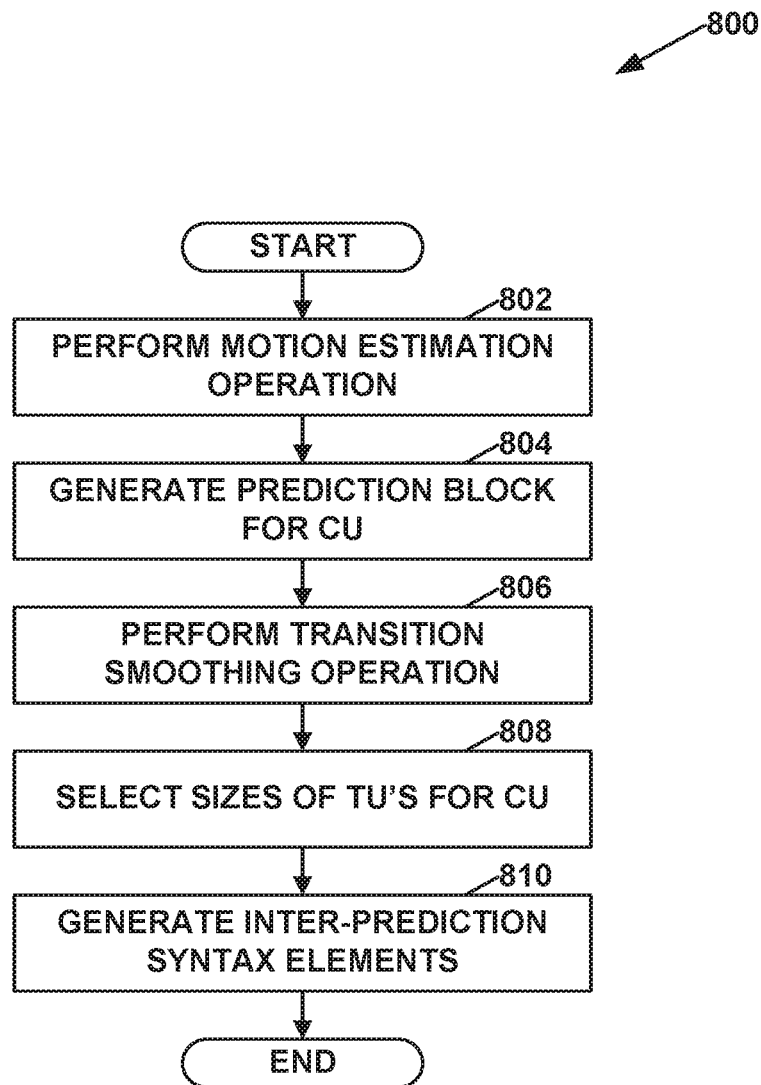 800
START
802
PERFORM MOTION ESTIMATION
OPERATION
804
GENERATE PREDICTION BLOCK
FOR CU
806
PERFORM TRANSITION
SMOOTHING OPERATION
808
SELECT SIZES OF TU'S FOR CU
810
GENERATE INTER-PREDICTION
SYNTAX ELEMENTS
END